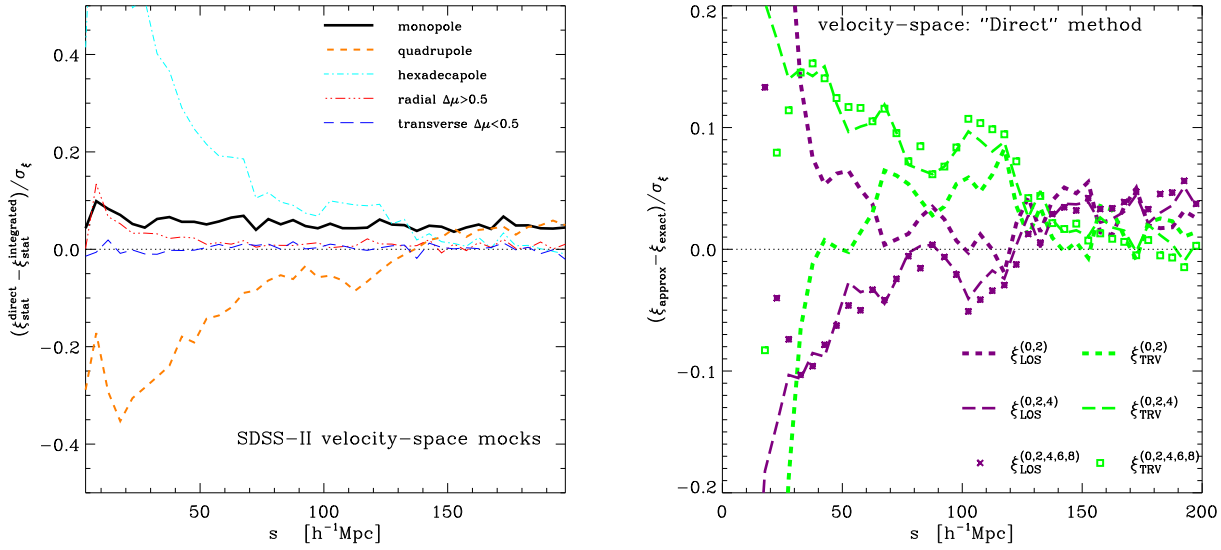 (ξ_stat^direct − ξ_stat^integrated)/σ_ξ
0.4
0.2
0.0
−0.2
−0.4
monopole
quadrupole
hexadecapole
radial Δμ>0.5
transverse Δμ<0.5
SDSS−II velocity−space mocks
50 100 150
s [h⁻¹Mpc]
(ξ_approx−ξ_exact)/σ_ξ
0.2
0.1
0.0
−0.1
−0.2
velocity−space: "Direct" method
ξ_LOS^(0,2) ξ_TRV^(0,2)
ξ_LOS^(0,2,4) ξ_TRV^(0,2,4)
ξ_LOS^(0,2,4,6,8) ξ_TRV^(0,2,4,6,8)
0 50 100 150 200
s [h⁻¹Mpc]